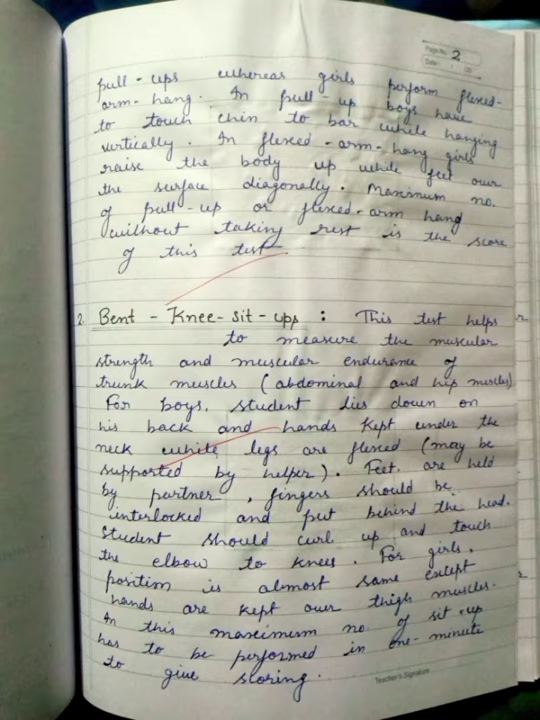 Page No. 2
Date:
pull-ups whereas girls perform flexed-
arm-hang. In pull-up boys have
to touch chin to bar while hanging
vertically. In flexed-arm-hang girls
raise the body up while feet over
the surface diagonally. Maximum no.
of pull-up or flexed-arm hang
without taking rest is the score
of this test
2. Bent-Knee-sit-ups : This test helps
to measure the muscular
strength and muscular endurance of
trunk muscles (abdominal and hip muscles)
For boys, student lies down on
his back and hands kept under the
neck while legs are flexed (may be
supported by helper). Feet are held
by partner, fingers should be
interlocked and put behind the head.
Student should curl up and touch
the elbow to knees. For girls,
position is almost same except
hands are kept over thigh muscles.
In this maximum no. of sit-up
has to be performed in one-minute
to give scoring.
Teacher's Signature